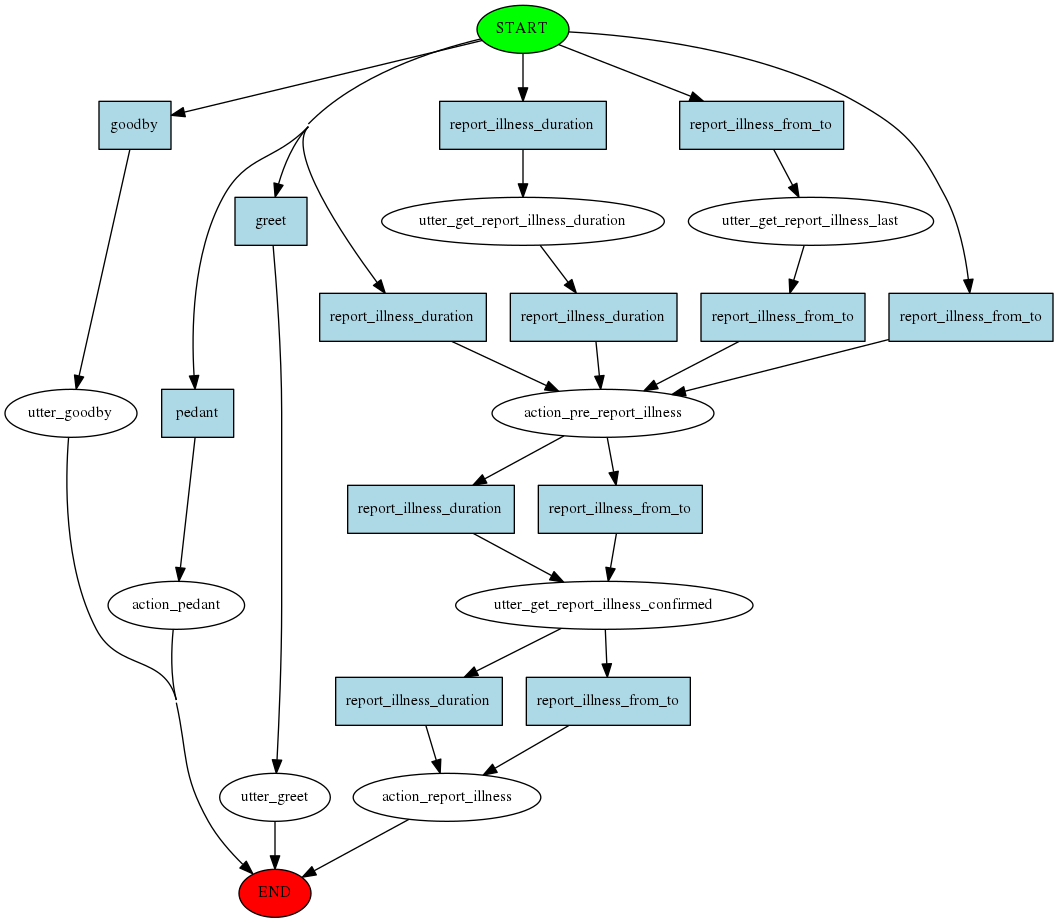 START
goodby
report_illness_duration
report_illness_from_to
greet
utter_get_report_illness_duration
utter_get_report_illness_last
report_illness_duration
report_illness_duration
report_illness_from_to
report_illness_from_to
utter_goodby
pedant
action_pre_report_illness
report_illness_duration
report_illness_from_to
action_pedant
utter_get_report_illness_confirmed
report_illness_duration
report_illness_from_to
utter_greet
action_report_illness
END